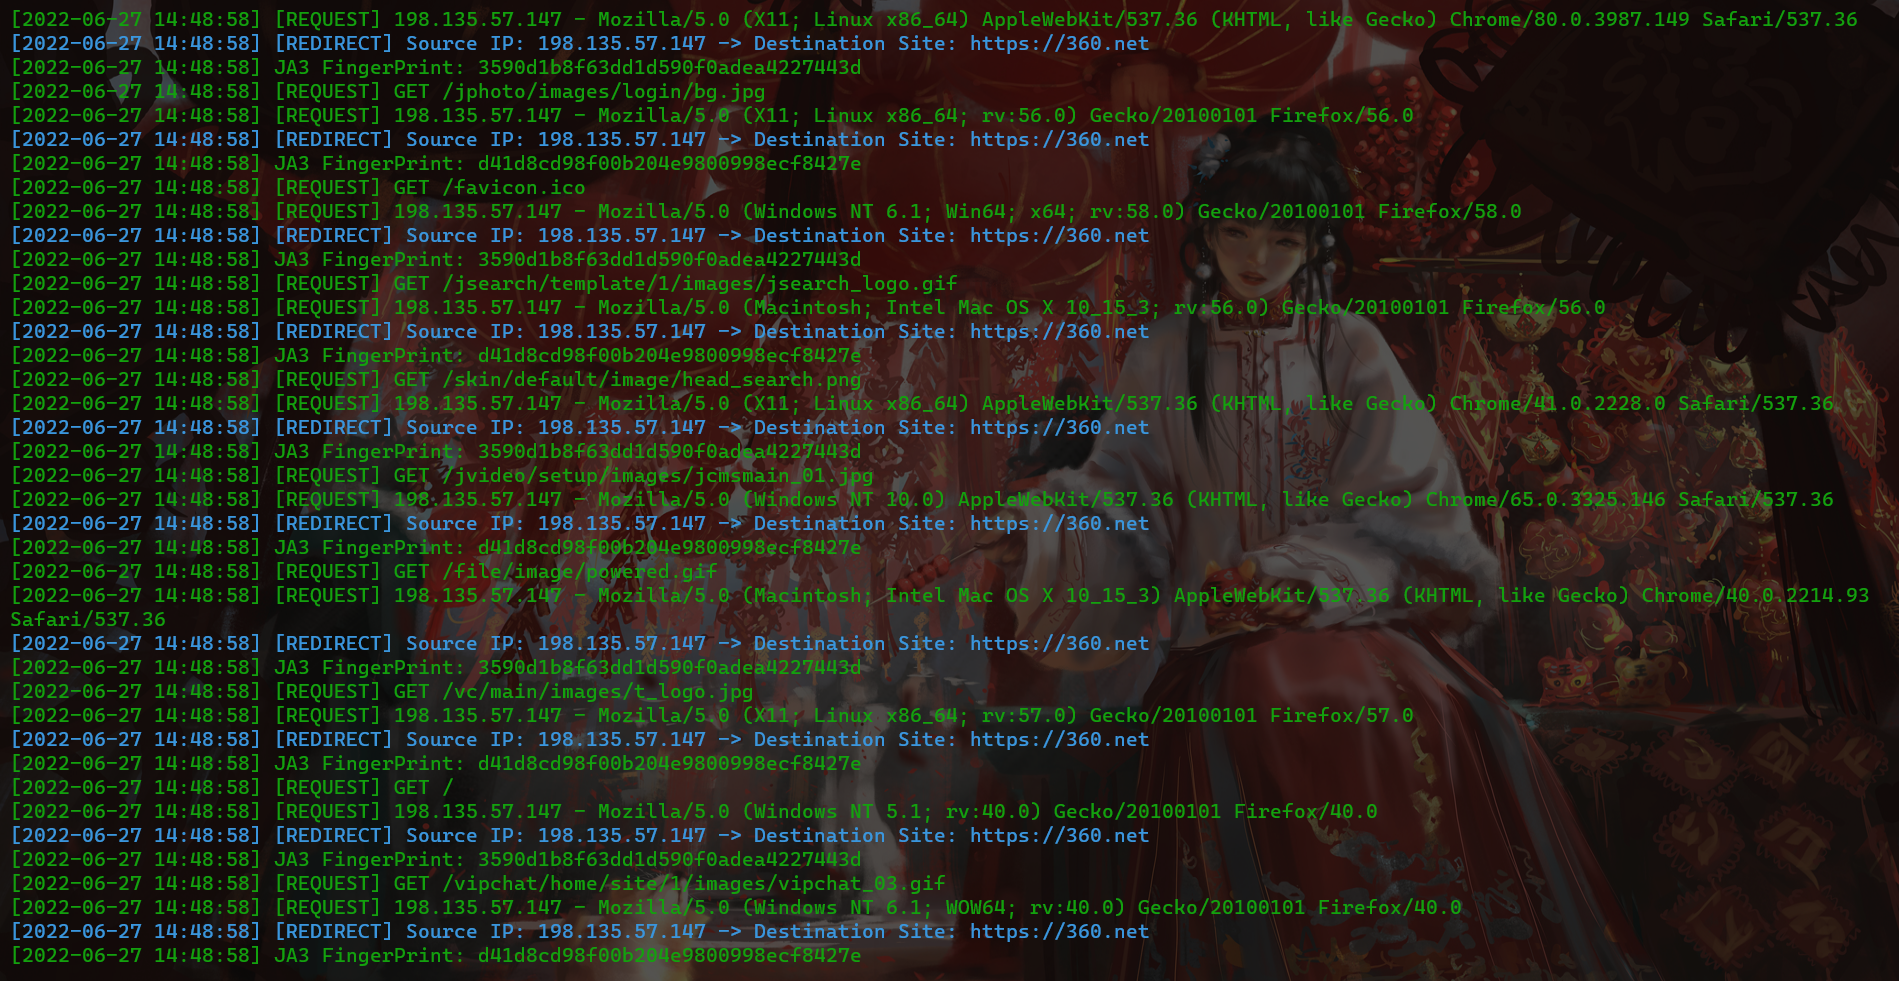 [2022-06-27 14:48:58] [REQUEST] 198.135.57.147 - Mozilla/5.0 (X11; Linux x86_64) AppleWebKit/537.36 (KHTML, like Gecko) Chrome/80.0.3987.149 Safari/537.36
[2022-06-27 14:48:58] [REDIRECT] Source IP: 198.135.57.147 -> Destination Site: https://360.net
[2022-06-27 14:48:58] JA3 FingerPrint: 3590d1b8f63dd1d590f0adea4227443d
[2022-06-27 14:48:58] [REQUEST] GET /jphoto/images/login/bg.jpg
[2022-06-27 14:48:58] [REQUEST] 198.135.57.147 - Mozilla/5.0 (X11; Linux x86_64; rv:56.0) Gecko/20100101 Firefox/56.0
[2022-06-27 14:48:58] [REDIRECT] Source IP: 198.135.57.147 -> Destination Site: https://360.net
[2022-06-27 14:48:58] JA3 FingerPrint: d41d8cd98f00b204e9800998ecf8427e
[2022-06-27 14:48:58] [REQUEST] GET /favicon.ico
[2022-06-27 14:48:58] [REQUEST] 198.135.57.147 - Mozilla/5.0 (Windows NT 6.1; Win64; x64; rv:58.0) Gecko/20100101 Firefox/58.0
[2022-06-27 14:48:58] [REDIRECT] Source IP: 198.135.57.147 -> Destination Site: https://360.net
[2022-06-27 14:48:58] JA3 FingerPrint: 3590d1b8f63dd1d590f0adea4227443d
[2022-06-27 14:48:58] [REQUEST] GET /jsearch/template/1/images/jsearch_logo.gif
[2022-06-27 14:48:58] [REQUEST] 198.135.57.147 - Mozilla/5.0 (Macintosh; Intel Mac OS X 10_15_3; rv:56.0) Gecko/20100101 Firefox/56.0
[2022-06-27 14:48:58] [REDIRECT] Source IP: 198.135.57.147 -> Destination Site: https://360.net
[2022-06-27 14:48:58] JA3 FingerPrint: d41d8cd98f00b204e9800998ecf8427e
[2022-06-27 14:48:58] [REQUEST] GET /skin/default/image/head_search.png
[2022-06-27 14:48:58] [REQUEST] 198.135.57.147 - Mozilla/5.0 (X11; Linux x86_64) AppleWebKit/537.36 (KHTML, like Gecko) Chrome/41.0.2228.0 Safari/537.36
[2022-06-27 14:48:58] [REDIRECT] Source IP: 198.135.57.147 -> Destination Site: https://360.net
[2022-06-27 14:48:58] JA3 FingerPrint: d41d8cd98f00b204e9800998ecf8427e
[2022-06-27 14:48:58] [REQUEST] GET /jvideo/setup/images/jcmsmain_01.jpg
[2022-06-27 14:48:58] [REQUEST] 198.135.57.147 - Mozilla/5.0 (Windows NT 10.0) AppleWebKit/537.36 (KHTML, like Gecko) Chrome/65.0.3325.146 Safari/537.36
[2022-06-27 14:48:58] [REDIRECT] Source IP: 198.135.57.147 -> Destination Site: https://360.net
[2022-06-27 14:48:58] JA3 FingerPrint: d41d8cd98f00b204e9800998ecf8427e
[2022-06-27 14:48:58] [REQUEST] GET /file/image/powered.gif
[2022-06-27 14:48:58] [REQUEST] 198.135.57.147 - Mozilla/5.0 (Macintosh; Intel Mac OS X 10_15_3) AppleWebKit/537.36 (KHTML, like Gecko) Chrome/40.0.2214.93
Safari/537.36
[2022-06-27 14:48:58] [REDIRECT] Source IP: 198.135.57.147 -> Destination Site: https://360.net
[2022-06-27 14:48:58] JA3 FingerPrint: 3590d1b8f63dd1d590f0adea4227443d
[2022-06-27 14:48:58] [REQUEST] GET /vc/main/images/t_logo.jpg
[2022-06-27 14:48:58] [REQUEST] 198.135.57.147 - Mozilla/5.0 (X11; Linux x86_64; rv:57.0) Gecko/20100101 Firefox/57.0
[2022-06-27 14:48:58] [REDIRECT] Source IP: 198.135.57.147 -> Destination Site: https://360.net
[2022-06-27 14:48:58] JA3 FingerPrint: d41d8cd98f00b204e9800998ecf8427e
[2022-06-27 14:48:58] [REQUEST] GET /
[2022-06-27 14:48:58] [REQUEST] 198.135.57.147 - Mozilla/5.0 (Windows NT 5.1; rv:40.0) Gecko/20100101 Firefox/40.0
[2022-06-27 14:48:58] [REDIRECT] Source IP: 198.135.57.147 -> Destination Site: https://360.net
[2022-06-27 14:48:58] JA3 FingerPrint: 3590d1b8f63dd1d590f0adea4227443d
[2022-06-27 14:48:58] [REQUEST] GET /vipchat/home/site/1/images/vipchat_03.gif
[2022-06-27 14:48:58] [REQUEST] 198.135.57.147 - Mozilla/5.0 (Windows NT 6.1; WOW64; rv:40.0) Gecko/20100101 Firefox/40.0
[2022-06-27 14:48:58] [REDIRECT] Source IP: 198.135.57.147 -> Destination Site: https://360.net
[2022-06-27 14:48:58] JA3 FingerPrint: d41d8cd98f00b204e9800998ecf8427e